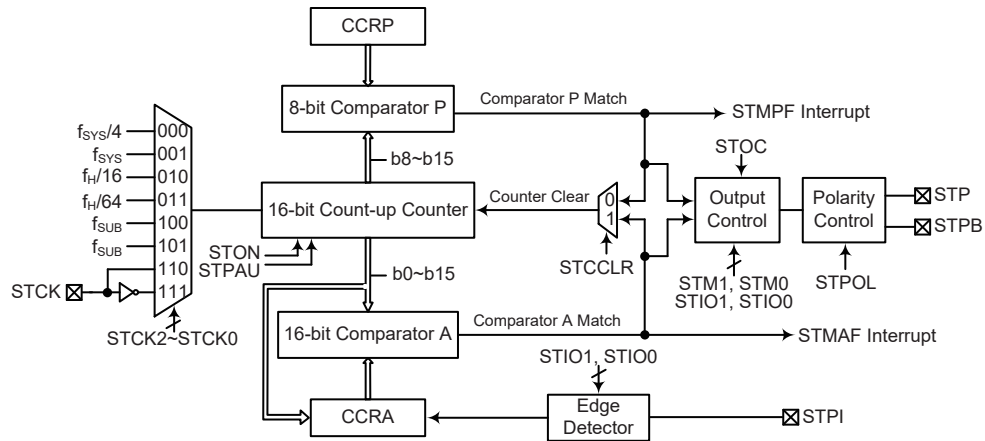 CCRP
8-bit Comparator P
Comparator P Match
STMPF Interrupt
b8~b15
fSYS/4
000
fSYS
001
fH/16
010
fH/64
011
fSUB
100
fSUB
101
110
111
STCK
STCK2~STCK0
16-bit Count-up Counter
STON
STPAU
Counter Clear
0
1
STCCLR
STOC
Output
Control
STM1, STM0
STIO1, STIO0
Polarity
Control
STPOL
STP
STPB
b0~b15
16-bit Comparator A
Comparator A Match
STMAF Interrupt
STIO1, STIO0
CCRA
Edge
Detector
STPI